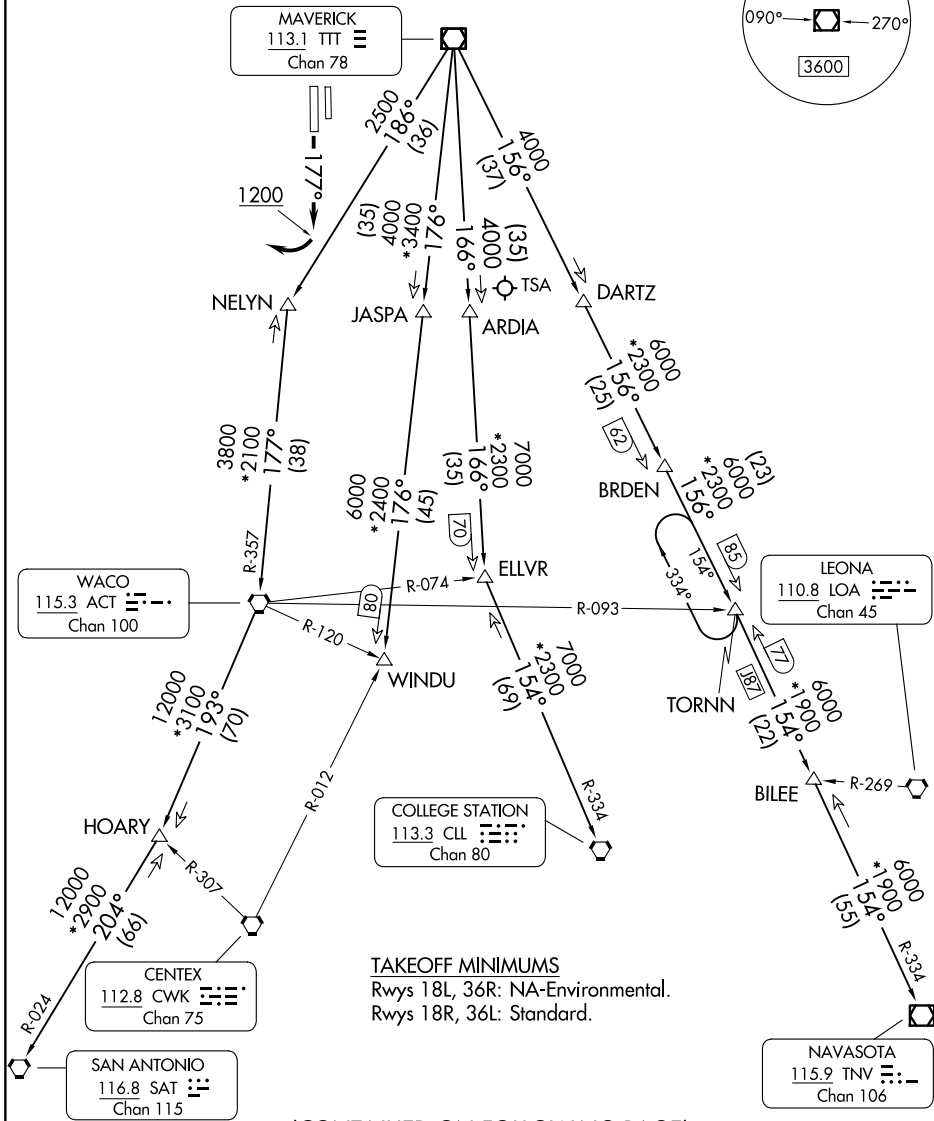 MAVERICK
113.1 TTT
Chan 78
090°
270°
3600
2500
186°
(36)
4000
156°
(37)
177°
1200
(35)
4000
*3400
176°
(35)
4000
166°
TSA
NELYN
JASPA
ARDIA
DARTZ
6000
*2300
156°
(25)
62
3800
*2100
177°
(38)
6000
*2400
176°
(45)
7000
*2300
166°
(35)
70
BRDEN
(23)
6000
*2300
156°
85
154°
334°
R-357
WACO
115.3 ACT
Chan 100
R-074
ELLVR
R-093
LEONA
110.8 LOA
Chan 45
R-120
80
WINDU
TORNN
77
J87
12000
*3100
193°
(70)
7000
*2300
154°
(69)
6000
*1900
154°
(22)
R-012
R-334
BILEE
R-269
HOARY
COLLEGE STATION
113.3 CLL
Chan 80
R-307
12000
*2900
204°
(66)
R-024
6000
*1900
154°
(55)
R-334
CENTEX
112.8 CWK
Chan 75
TAKEOFF MINIMUMS
Rwys 18L, 36R: NA-Environmental.
Rwys 18R, 36L: Standard.
SAN ANTONIO
116.8 SAT
Chan 115
NAVASOTA
115.9 TNV
Chan 106